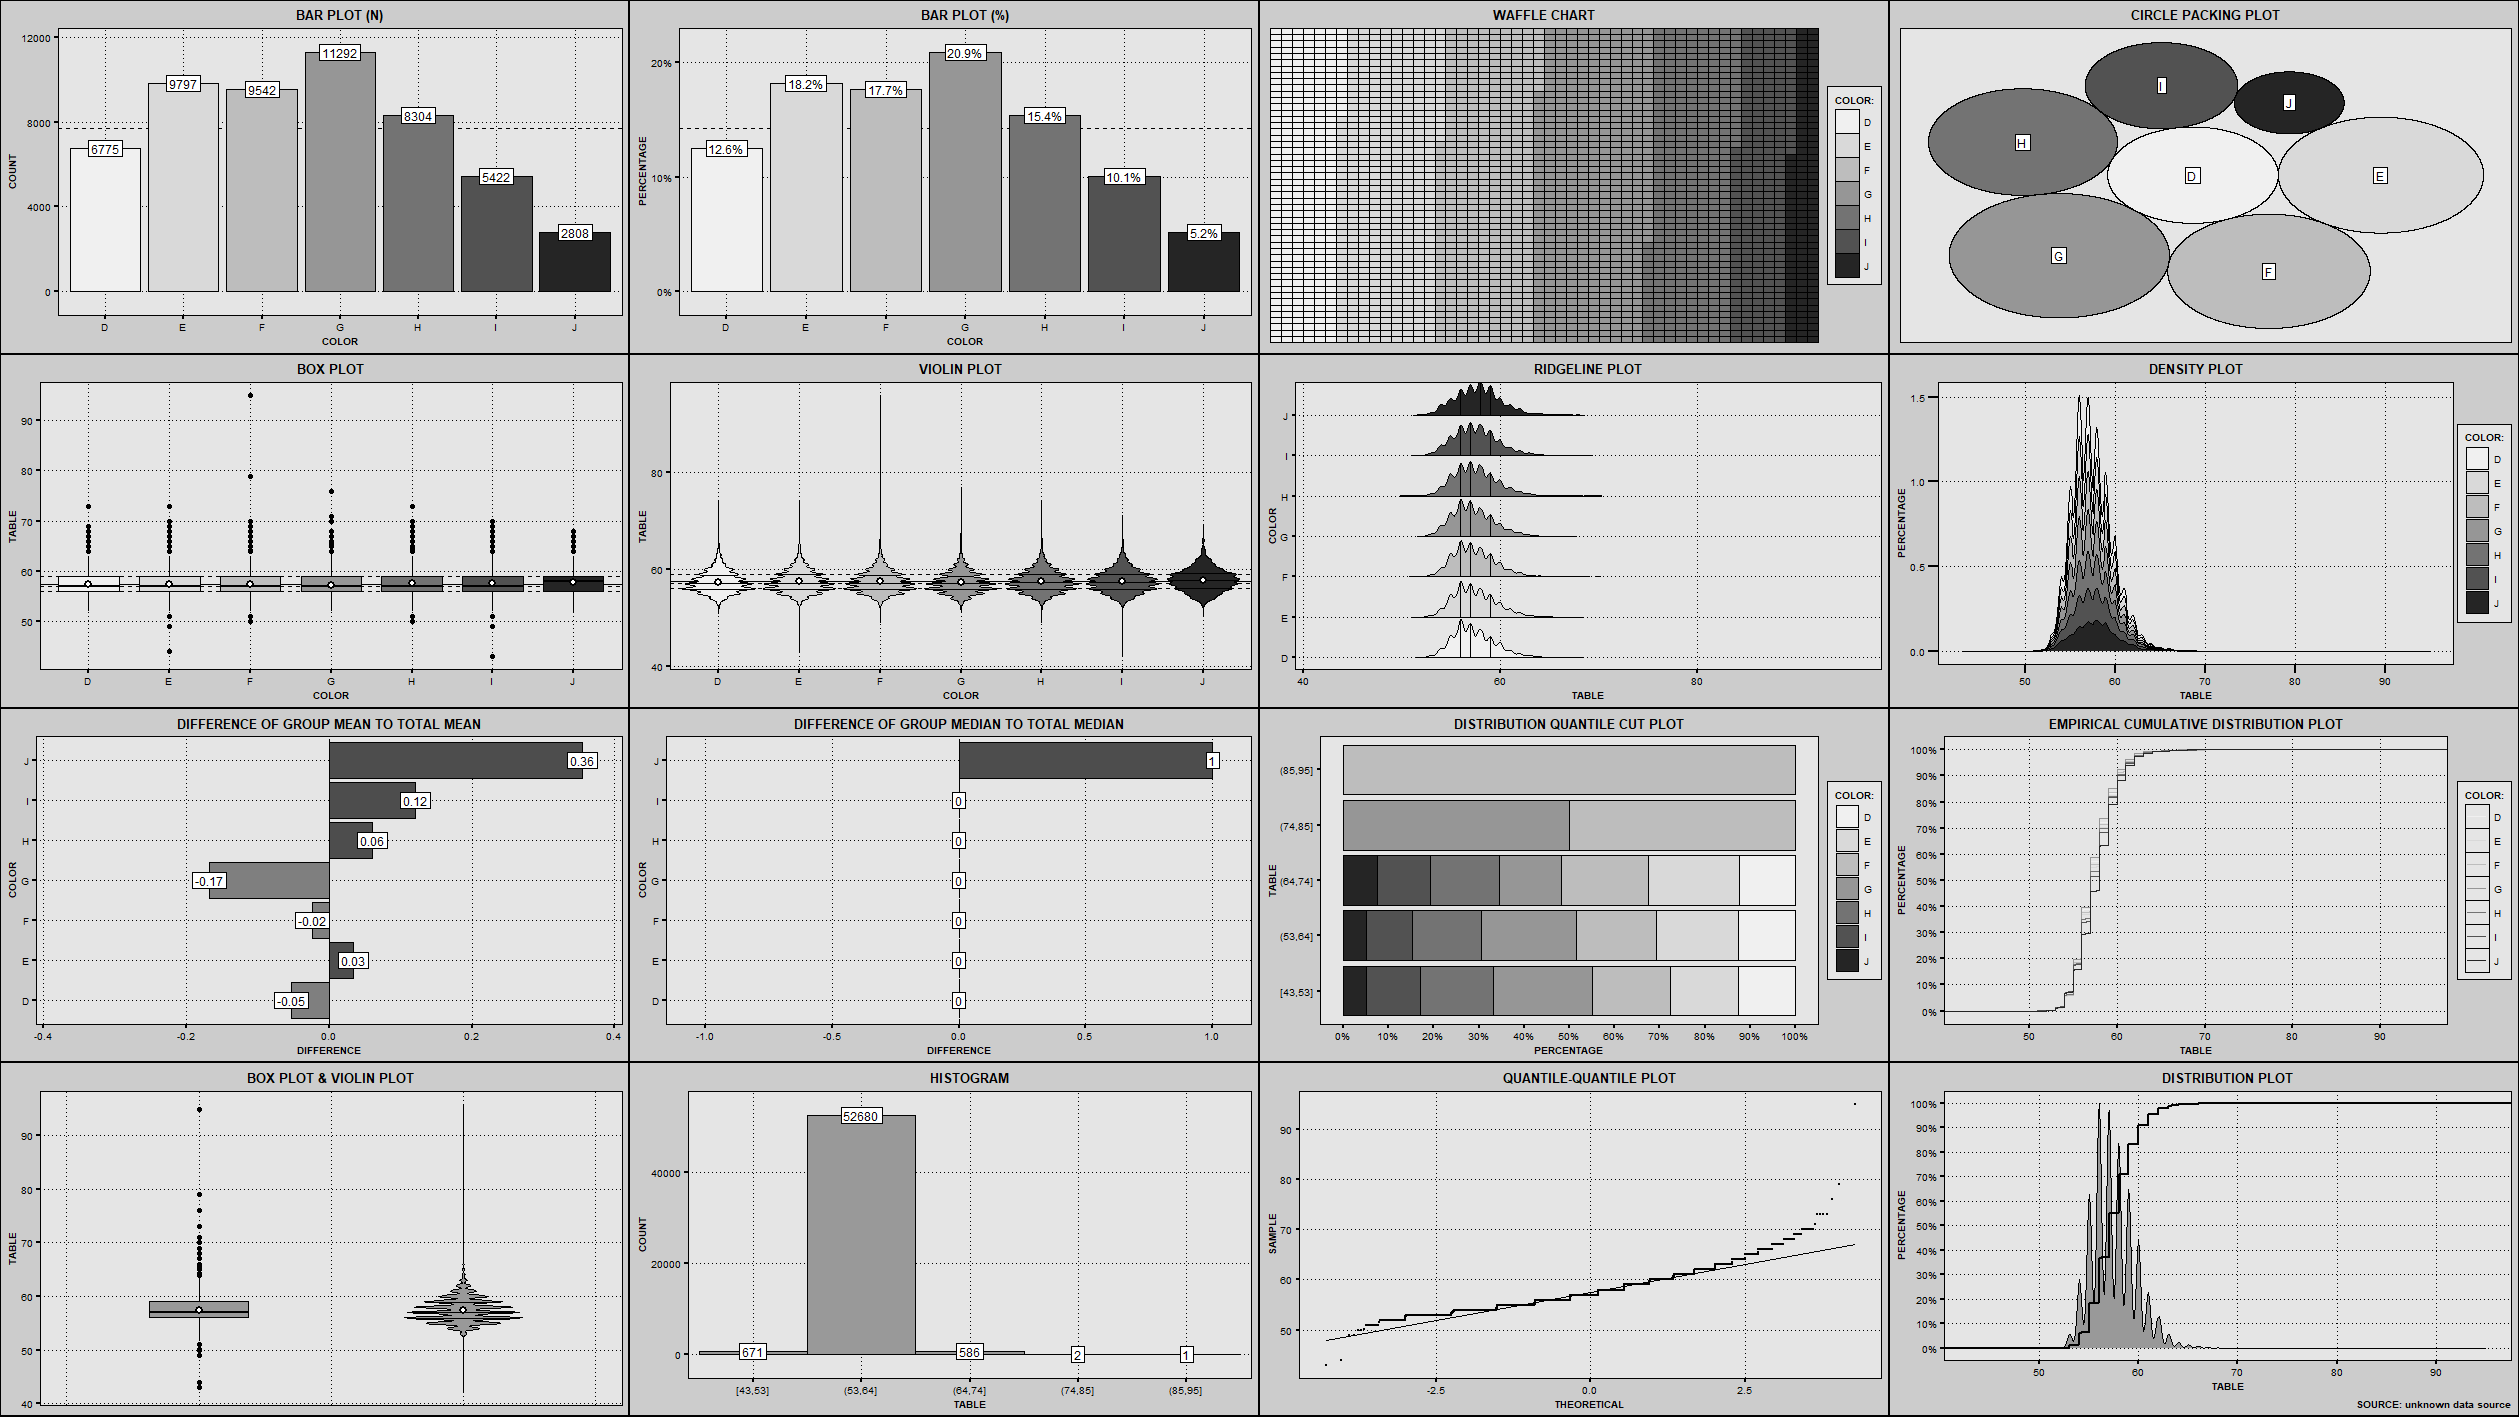 BAR PLOT (N)
12000
8000
4000
0
COUNT
6775
9797
9542
11292
8304
5422
2808
D E F G H I J
COLOR
BAR PLOT (%)
20%
10%
0%
PERCENTAGE
12.6%
18.2%
17.7%
20.9%
15.4%
10.1%
5.2%
D E F G H I J
COLOR
WAFFLE CHART
COLOR:
D
E
F
G
H
I
J
CIRCLE PACKING PLOT
I
J
H
D
E
G
F
BOX PLOT
90
80
70
60
50
TABLE
D E F G H I J
COLOR
VIOLIN PLOT
80
60
40
TABLE
D E F G H I J
COLOR
RIDGELINE PLOT
J
I
H
G
F
E
D
COLOR
40 60 80
TABLE
DENSITY PLOT
1.5
1.0
0.5
0.0
PERCENTAGE
50 60 70 80 90
TABLE
COLOR:
D
E
F
G
H
I
J
DIFFERENCE OF GROUP MEAN TO TOTAL MEAN
J 0.36
I 0.12
H 0.06
G -0.17
F -0.02
E 0.03
D -0.05
COLOR
-0.4 -0.2 0.0 0.2 0.4
DIFFERENCE
DIFFERENCE OF GROUP MEDIAN TO TOTAL MEDIAN
J 1
I 0
H 0
G 0
F 0
E 0
D 0
COLOR
-1.0 -0.5 0.0 0.5 1.0
DIFFERENCE
DISTRIBUTION QUANTILE CUT PLOT
(85,95]
(74,85]
(64,74]
(53,64]
[43,53]
TABLE
0% 10% 20% 30% 40% 50% 60% 70% 80% 90% 100%
PERCENTAGE
COLOR:
D
E
F
G
H
I
J
EMPIRICAL CUMULATIVE DISTRIBUTION PLOT
100%
90%
80%
70%
60%
50%
40%
30%
20%
10%
0%
PERCENTAGE
50 60 70 80 90
TABLE
COLOR:
D
E
F
G
H
I
J
BOX PLOT & VIOLIN PLOT
90
80
70
60
50
40
TABLE
HISTOGRAM
40000
20000
0
COUNT
671
52680
586
2
1
[43,53] (53,64] (64,74] (74,85] (85,95]
TABLE
QUANTILE-QUANTILE PLOT
90
80
70
60
50
SAMPLE
-2.5 0.0 2.5
THEORETICAL
DISTRIBUTION PLOT
100%
90%
80%
70%
60%
50%
40%
30%
20%
10%
0%
PERCENTAGE
50 60 70 80 90
TABLE
SOURCE: unknown data source